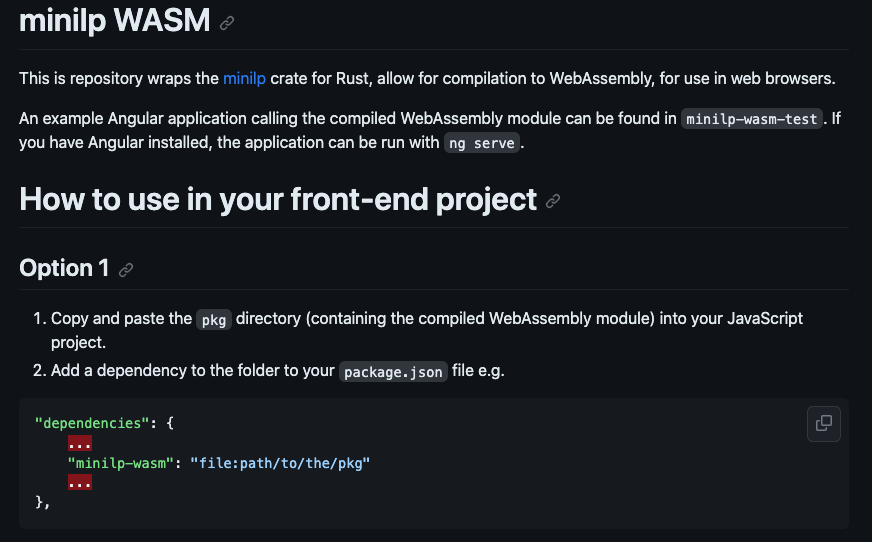 minilp WASM
This is repository wraps the minilp crate for Rust, allow for compilation to WebAssembly, for use in web browsers.
An example Angular application calling the compiled WebAssembly module can be found in minilp-wasm-test. If
you have Angular installed, the application can be run with ng serve.
How to use in your front-end project
Option 1
1. Copy and paste the pkg directory (containing the compiled WebAssembly module) into your JavaScript
project.
2. Add a dependency to the folder to your package.json file e.g.
"dependencies": {
...
"minilp-wasm": "file:path/to/the/pkg"
...
},